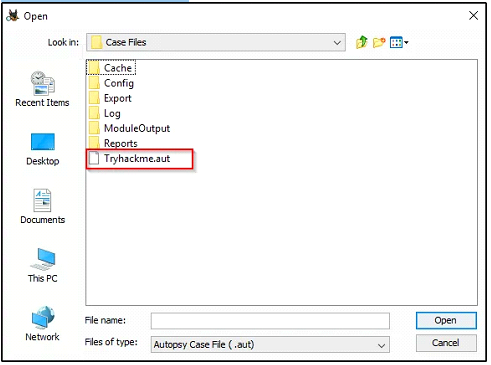 Open
Look in:
Case Files
Recent Items
Desktop
Documents
This PC
Network
Cache
Config
Export
Log
ModuleOutput
Reports
Tryhackme.aut
File name:
Open
Files of type:
Autopsy Case File ( .aut)
Cancel